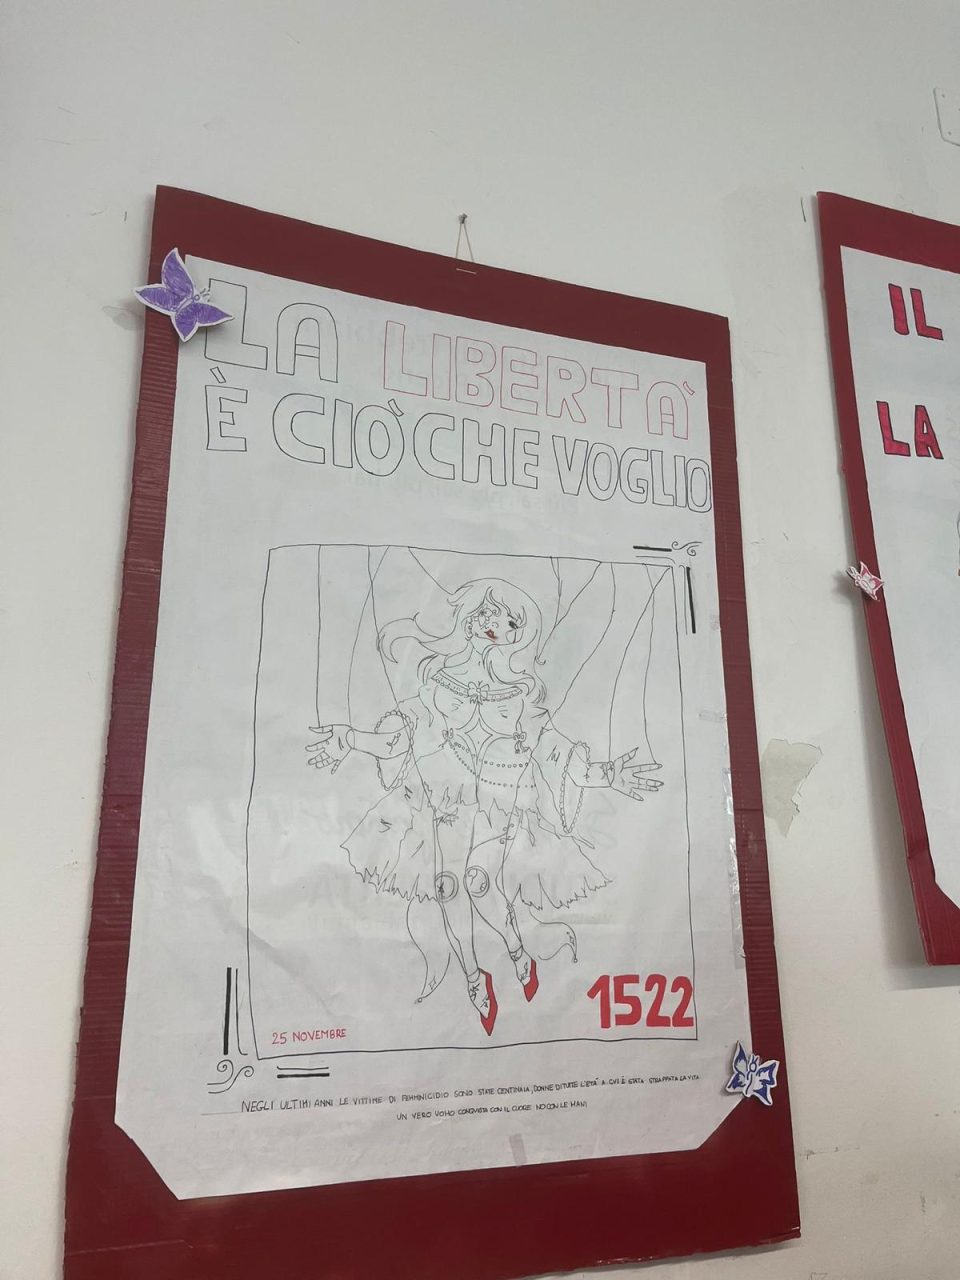 LA LIBERTÀ
È CIÒ CHE VOGLIO
1522
25 NOVEMBRE
NEGLI ULTIMI ANNI LE VITTIME DI FEMMINICIDIO SONO STATE CENTINAIA, DONNE DI TUTTE L'ETÀ A CUI È STATA STRAPPATA LA VITA
UN VERO UOMO CONQUISTA CON IL CUORE NO CON LE MANI
IL
LA